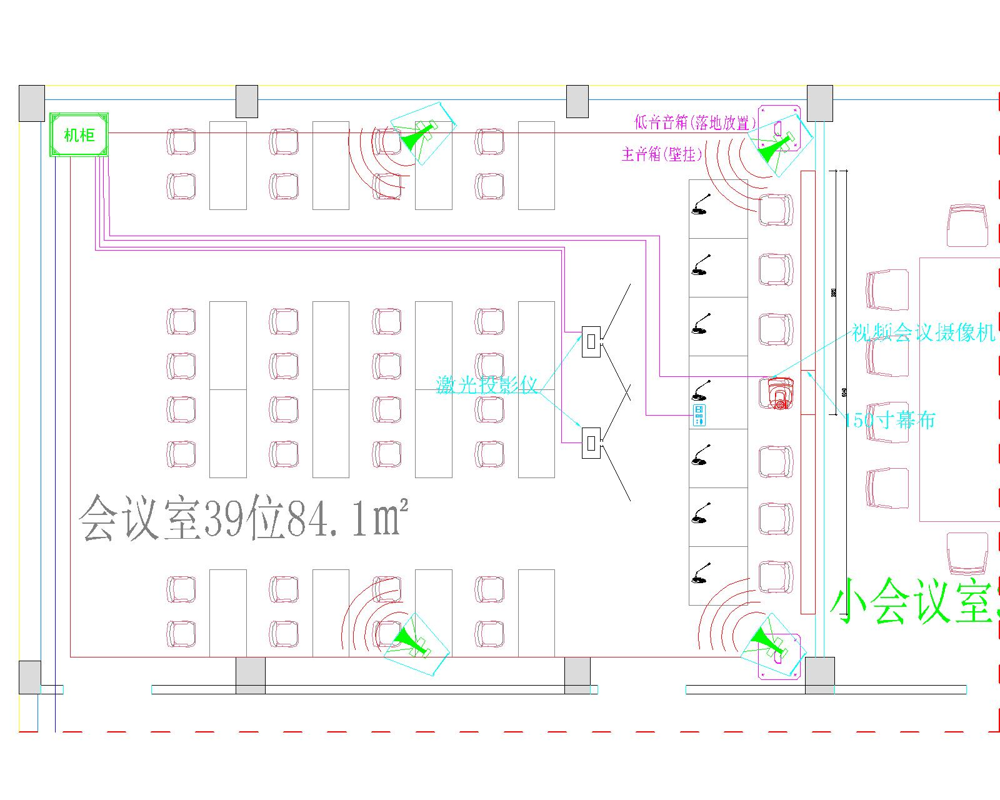 低音音箱(落地放置)
机柜
主音箱(壁挂)
视频会议摄像机
激光投影仪
6040
150寸幕布
会议室39位84.1㎡
小会议室